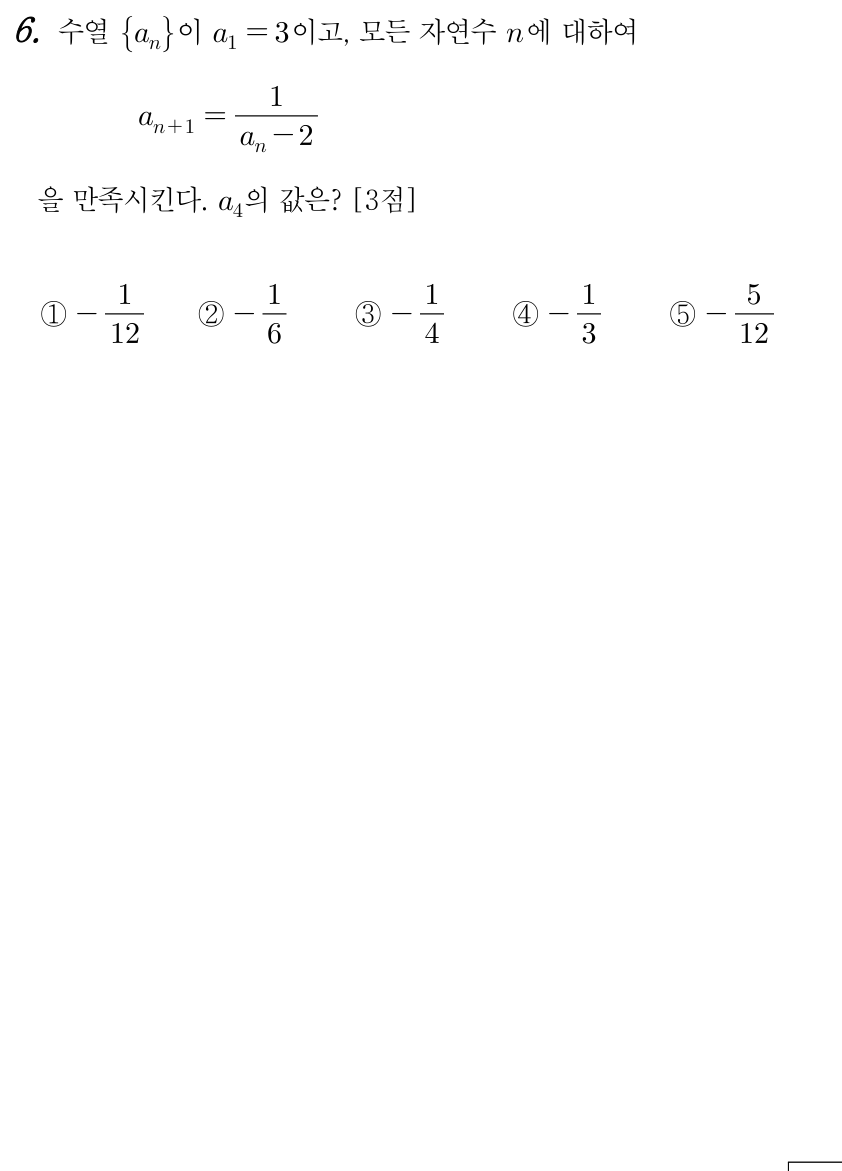 6. 수열 {aₙ}이 a₁=3이고, 모든 자연수 n에 대하여
aₙ₊₁ = 1/(aₙ−2)
을 만족시킨다. a₄의 값은? [3점]
① −1/12 ② −1/6 ③ −1/4 ④ −1/3 ⑤ −5/12